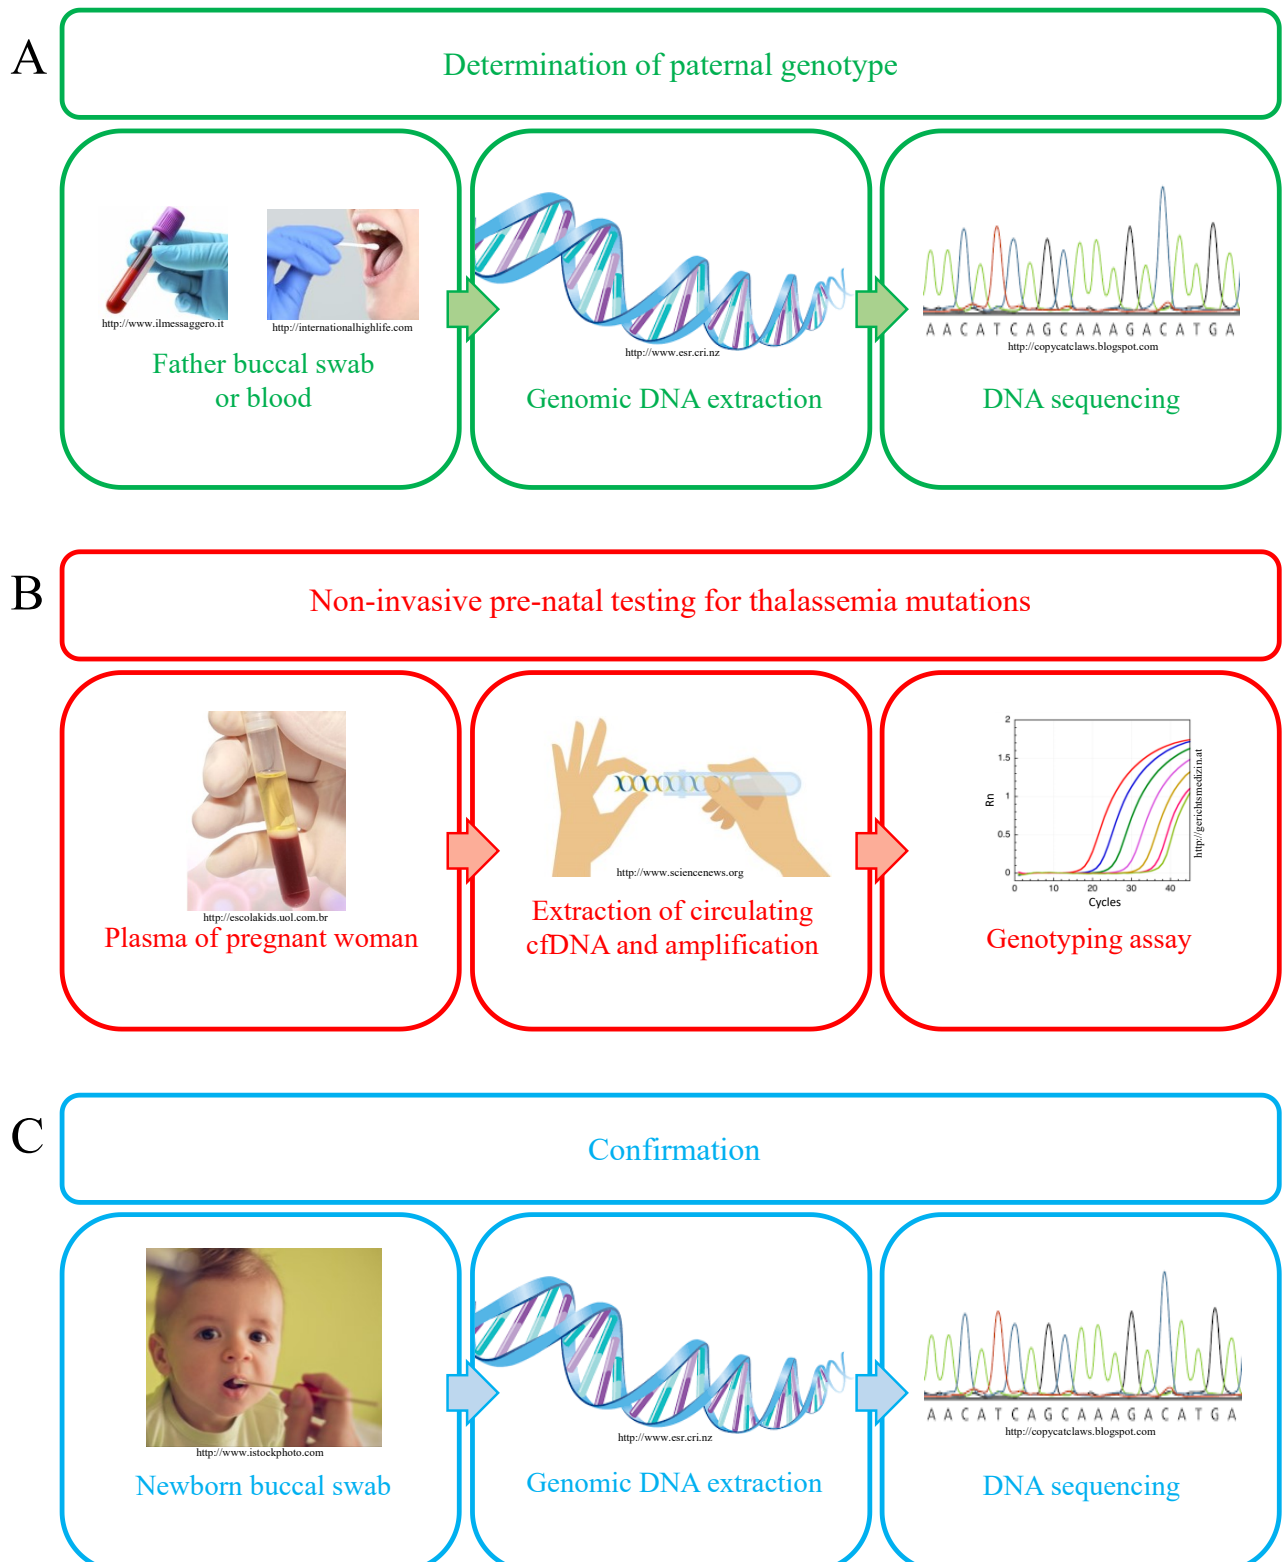 A
Determination of paternal genotype
http://www.ilmessaggero.it
http://internationalhighlife.com
Father buccal swab
or blood
http://www.esr.cri.nz
Genomic DNA extraction
A A C A T C A G C A A A G A C A T G A
http://copycatclaws.blogspot.com
DNA sequencing
B
Non-invasive pre-natal testing for thalassemia mutations
http://escolakids.uol.com.br
Plasma of pregnant woman
http://www.sciencenews.org
Extraction of circulating
cfDNA and amplification
2
1.5
1
0.5
0
Rn
0 10 20 30 40
Cycles
http://gerichtsmedizin.at
Genotyping assay
C
Confirmation
http://www.istockphoto.com
Newborn buccal swab
http://www.esr.cri.nz
Genomic DNA extraction
A A C A T C A G C A A A G A C A T G A
http://copycatclaws.blogspot.com
DNA sequencing